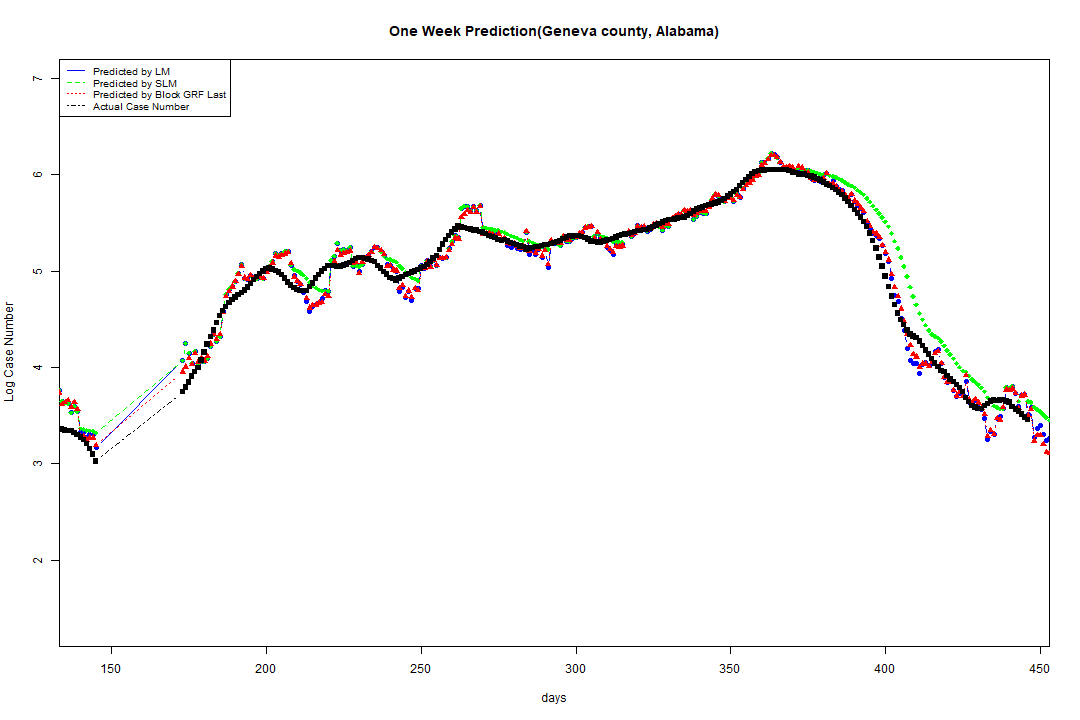 One Week Prediction(Geneva county, Alabama)
Predicted by LM
Predicted by SLM
Predicted by Block GRF Last
Actual Case Number
7
6
5
4
3
2
Log Case Number
150 200 250 300 350 400 450
days